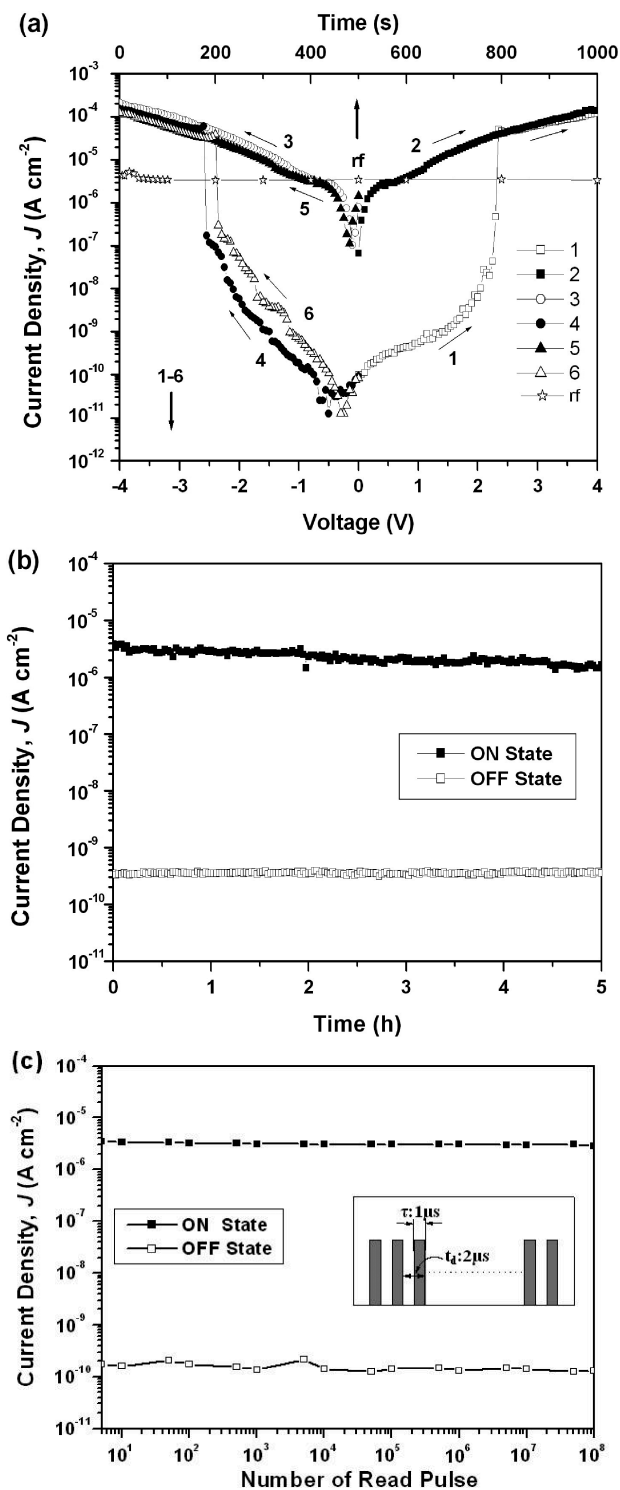 (a)
Time (s)
0 200 400 600 800 1000
10^-3
10^-4
10^-5
10^-6
10^-7
10^-8
10^-9
10^-10
10^-11
10^-12
Current Density, J (A cm^-2)
3
rf
2
5
6
4
1
1-6
1
2
3
4
5
6
rf
-4 -3 -2 -1 0 1 2 3 4
Voltage (V)
(b)
10^-4
10^-5
10^-6
10^-7
10^-8
10^-9
10^-10
10^-11
Current Density, J (A cm^-2)
ON State
OFF State
0 1 2 3 4 5
Time (h)
(c)
10^-4
10^-5
10^-6
10^-7
10^-8
10^-9
10^-10
10^-11
Current Density, J (A cm^-2)
ON State
OFF State
τ:1μs
t_d:2μs
10^1 10^2 10^3 10^4 10^5 10^6 10^7 10^8
Number of Read Pulse